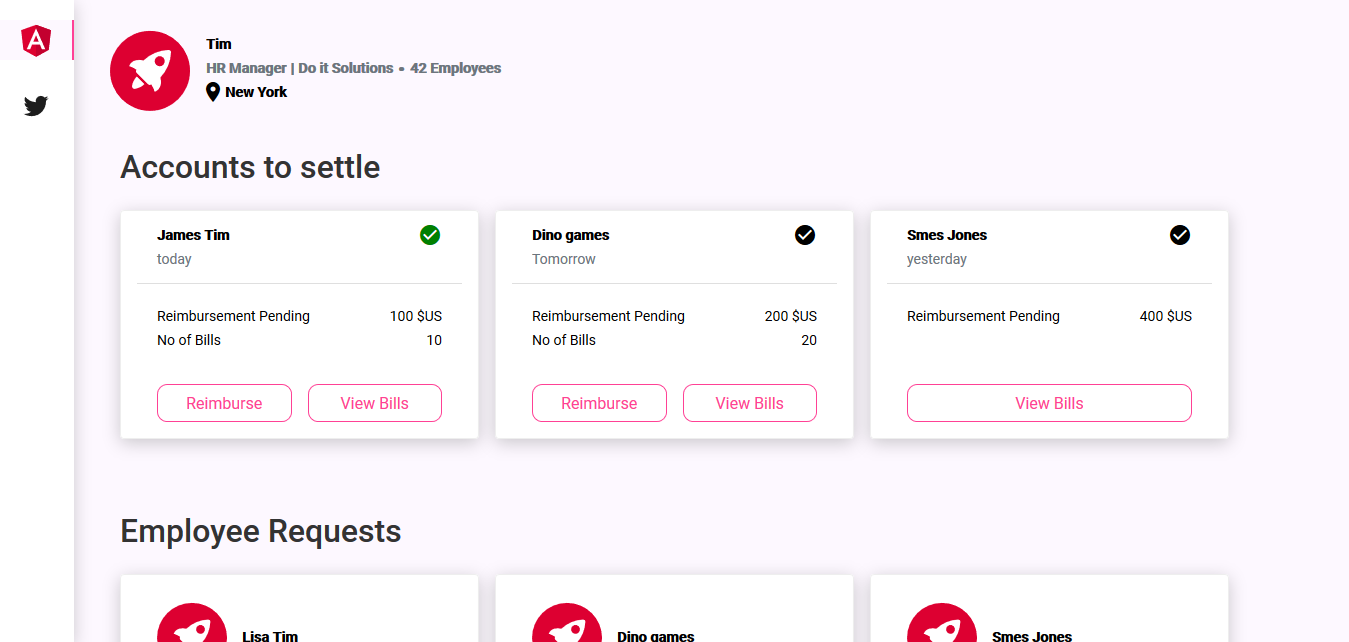 Tim
HR Manager | Do it Solutions • 42 Employees
New York
Accounts to settle
James Tim
today
Reimbursement Pending 100 $US
No of Bills 10
Reimburse View Bills
Dino games
Tomorrow
Reimbursement Pending 200 $US
No of Bills 20
Reimburse View Bills
Smes Jones
yesterday
Reimbursement Pending 400 $US
View Bills
Employee Requests
Lisa Tim
Dino games
Smes Jones